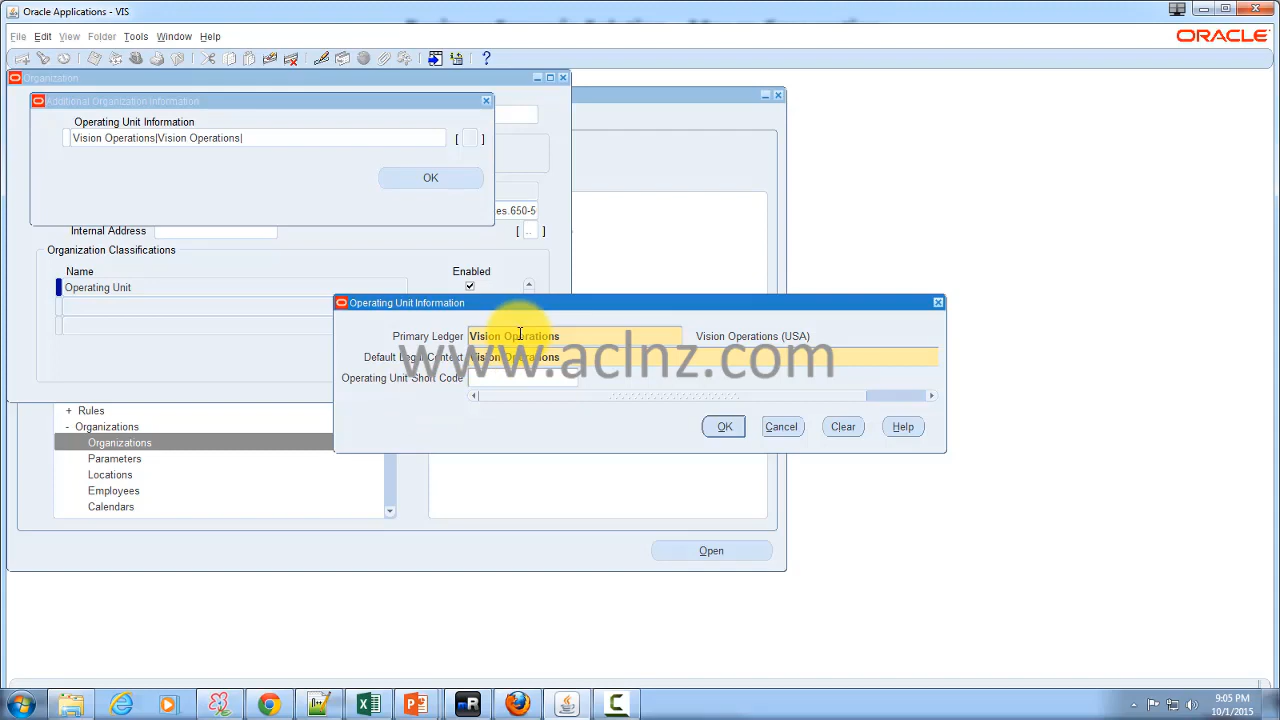 Oracle Applications - VIS
File Edit View Folder Tools Window Help
ORACLE
Organization
Additional Organization Information
Operating Unit Information
Vision Operations|Vision Operations|
[ ]
OK
es.650-5
Internal Address
[ .. ]
Organization Classifications
Name Enabled
Operating Unit
Operating Unit Information
Primary Ledger Vision Operations Vision Operations (USA)
Default Legal Context Vision Operations
Operating Unit Short Code
www.aclnz.com
OK Cancel Clear Help
+ Rules
- Organizations
Organizations
Parameters
Locations
Employees
Calendars
Open
9:05 PM
10/1/2015